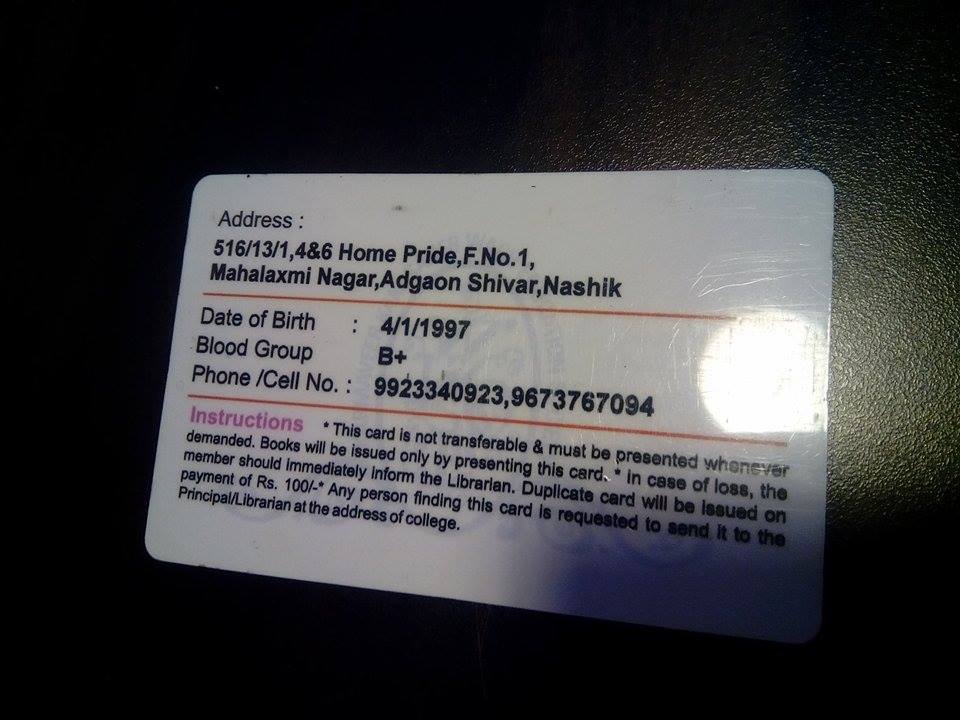 Address :
516/13/1,4&6 Home Pride,F.No.1,
Mahalaxmi Nagar,Adgaon Shivar,Nashik
Date of Birth : 4/1/1997
Blood Group B+
Phone /Cell No. : 9923340923,9673767094
Instructions * This card is not transferable & must be presented whenever
demanded. Books will be issued only by presenting this card. * In case of loss, the
member should immediately inform the Librarian. Duplicate card will be issued on
payment of Rs. 100/-* Any person finding this card is requested to send it to the
Principal/Librarian at the address of college.